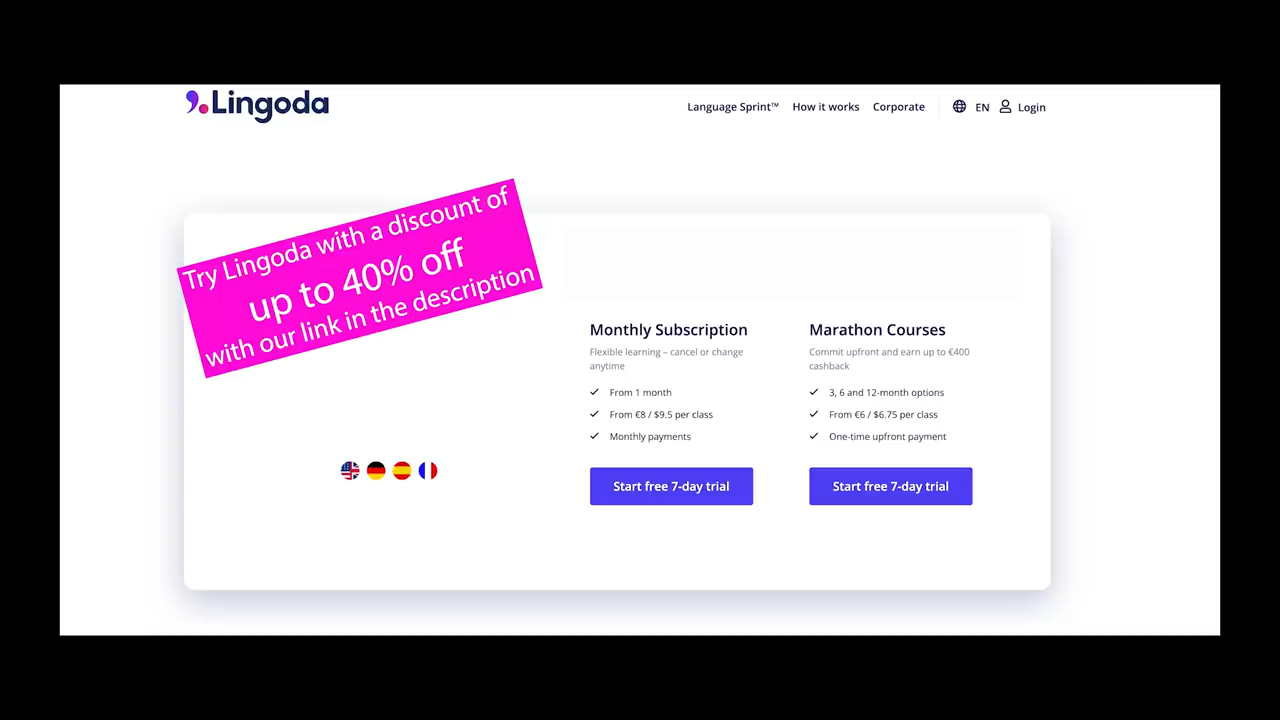 Lingoda
Language Sprint™ How it works Corporate EN Login
Try Lingoda with a discount of
up to 40% off
with our link in the description
Monthly Subscription
Flexible learning – cancel or change
anytime
From 1 month
From €8 / $9.5 per class
Monthly payments
Start free 7-day trial
Marathon Courses
Commit upfront and earn up to €400
cashback
3, 6 and 12-month options
From €6 / $6.75 per class
One-time upfront payment
Start free 7-day trial